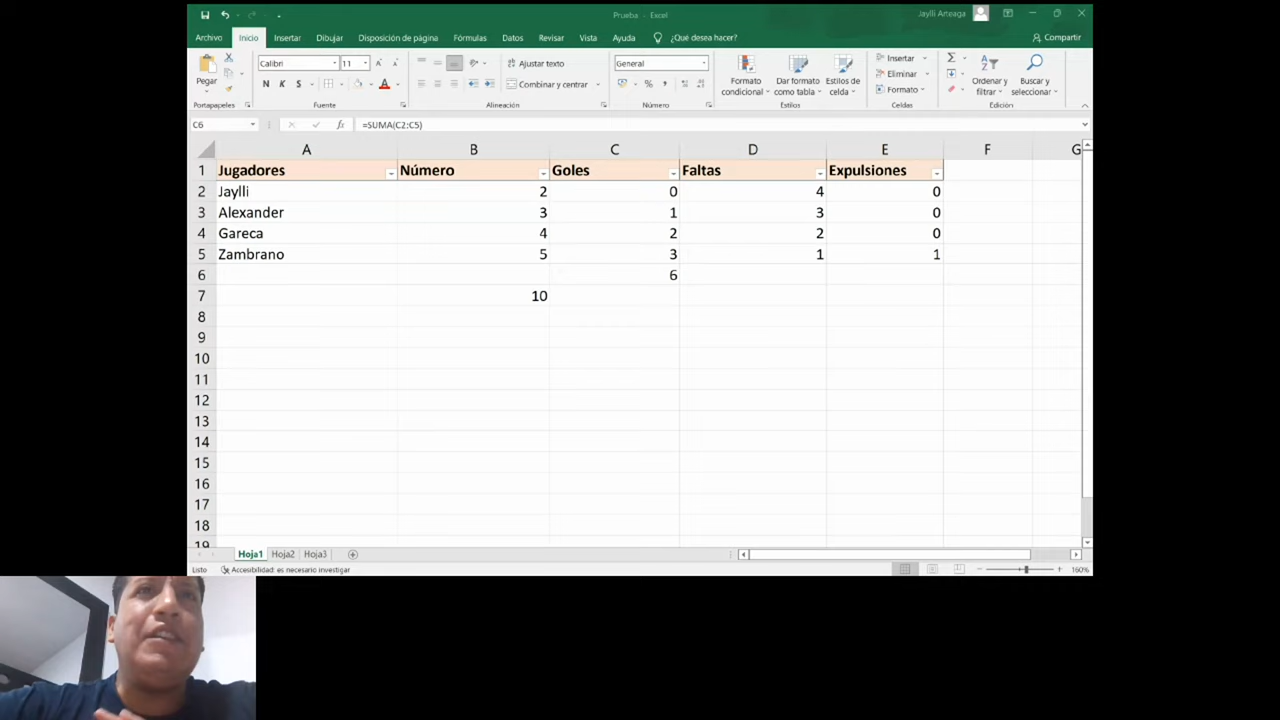 Prueba - Excel
Jaylli Arteaga
Archivo Inicio Insertar Dibujar Disposición de página Fórmulas Datos Revisar Vista Ayuda ¿Qué desea hacer? Compartir
Pegar
Calibri 11
N K S
Ajustar texto
Combinar y centrar
General
$ % ,
Formato condicional
Dar formato como tabla
Estilos de celda
Insertar
Eliminar
Formato
Ordenar y filtrar
Buscar y seleccionar
Portapapeles Fuente Alineación Número Estilos Celdas Edición
C6 fx =SUMA(C2:C5)
A B C D E F G
1 Jugadores Número Goles Faltas Expulsiones
2 Jaylli 2 0 4 0
3 Alexander 3 1 3 0
4 Gareca 4 2 2 0
5 Zambrano 5 3 1 1
6 6
7 10
8
9
10
11
12
13
14
15
16
17
18
19
Hoja1 Hoja2 Hoja3
Listo Accesibilidad: es necesario investigar 160%